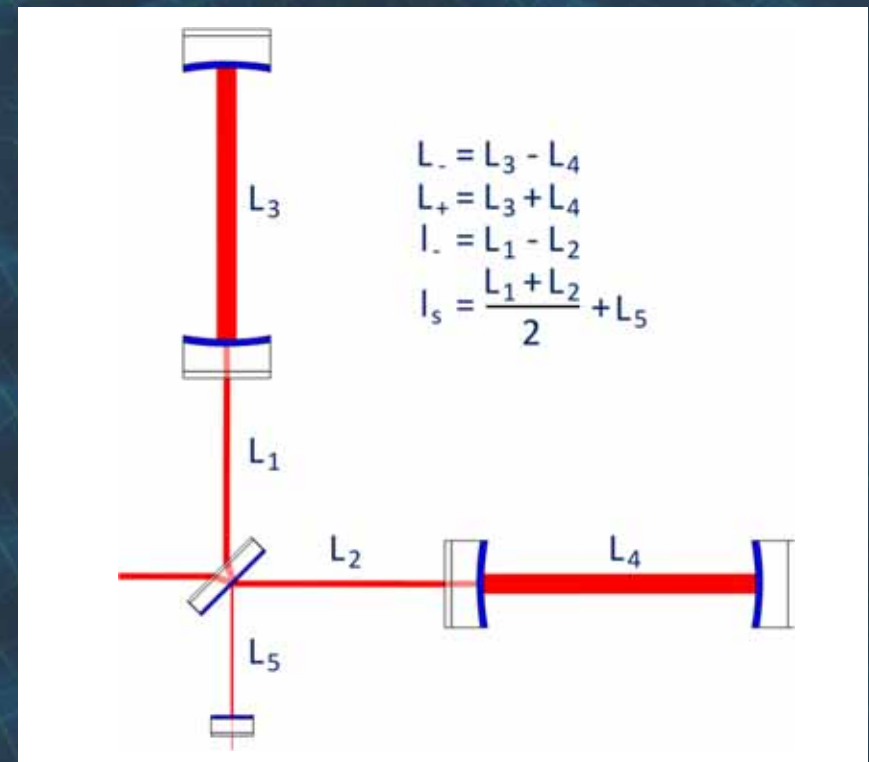 L₃
L₋ = L₃ - L₄
L₊ = L₃ + L₄
l₋ = L₁ - L₂
lₛ = (L₁ + L₂)/2 + L₅
L₁
L₂
L₄
L₅